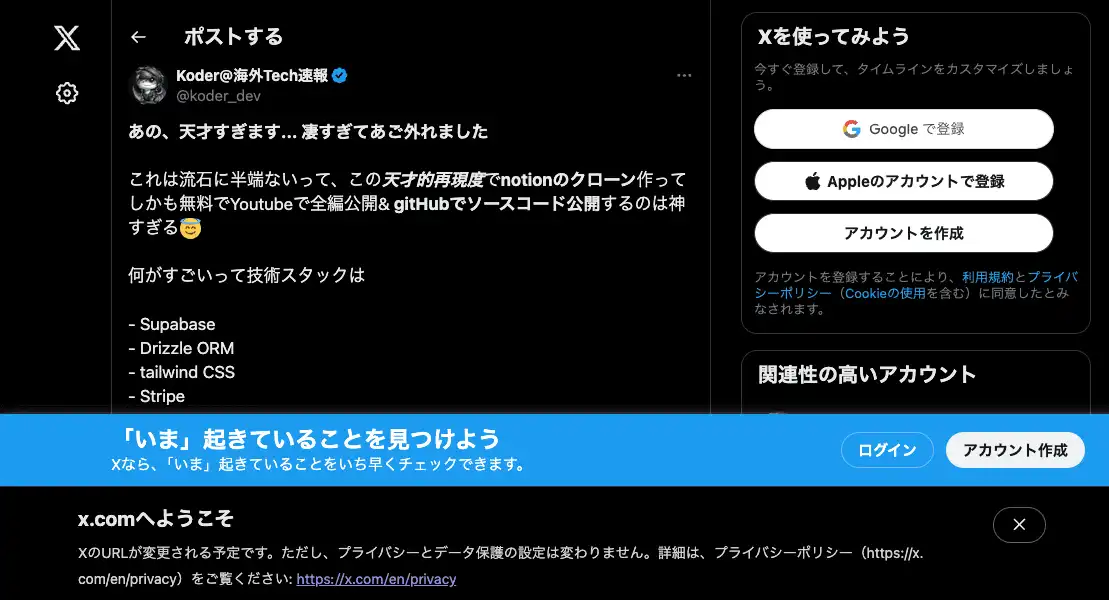 ポストする
Koder@海外Tech速報
@koder_dev
あの、天才すぎます... 凄すぎてあご外れました
これは流石に半端ないって、この天才的再現度でnotionのクローン作って
しかも無料でYoutubeで全編公開& gitHubでソースコード公開するのは神
すぎる😇
何がすごいって技術スタックは
- Supabase
- Drizzle ORM
- tailwind CSS
- Stripe
Xを使ってみよう
今すぐ登録して、タイムラインをカスタマイズしましょ
う。
Google で登録
Appleのアカウントで登録
アカウントを作成
アカウントを登録することにより、利用規約とプライバ
シーポリシー（Cookieの使用を含む）に同意したとみ
なされます。
関連性の高いアカウント
「いま」起きていることを見つけよう
Xなら、「いま」起きていることをいち早くチェックできます。
ログイン
アカウント作成
x.comへようこそ
XのURLが変更される予定です。ただし、プライバシーとデータ保護の設定は変わりません。詳細は、プライバシーポリシー（https://x.
com/en/privacy）をご覧ください: https://x.com/en/privacy